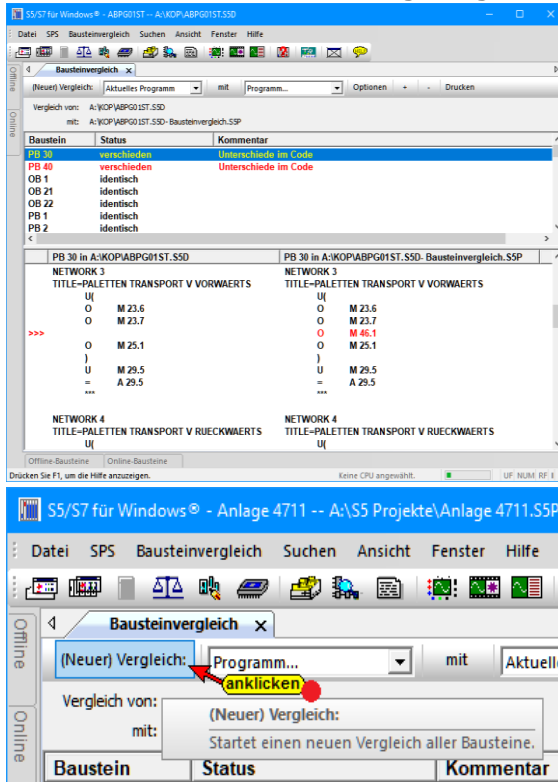 S5/S7 für Windows® - ABPG01ST -- A:\KOP\ABPG01ST.S5D
Datei SPS Bausteinvergleich Suchen Ansicht Fenster Hilfe
Offline
Online
Bausteinvergleich x
(Neuer) Vergleich: Aktuelles Programm mit Programm... Optionen + - Drucken
Vergleich von: A:\KOP\ABPG01ST.S5D
mit: A:\KOP\ABPG01ST.S5D- Bausteinvergleich.S5P
Baustein Status Kommentar
PB 30 verschieden Unterschiede im Code
PB 40 verschieden Unterschiede im Code
OB 1 identisch
OB 21 identisch
OB 22 identisch
PB 1 identisch
PB 2 identisch
PB 30 in A:\KOP\ABPG01ST.S5D PB 30 in A:\KOP\ABPG01ST.S5D- Bausteinvergleich.S5P
NETWORK 3 NETWORK 3
TITLE=PALETTEN TRANSPORT V VORWAERTS TITLE=PALETTEN TRANSPORT V VORWAERTS
U( U(
O M 23.6 O M 23.6
O M 23.7 O M 23.7
>>> O M 46.1
O M 25.1 O M 25.1
) )
U M 29.5 U M 29.5
= A 29.5 = A 29.5
*** ***
NETWORK 4 NETWORK 4
TITLE=PALETTEN TRANSPORT V RUECKWAERTS TITLE=PALETTEN TRANSPORT V RUECKWAERTS
U( U(
Offline-Bausteine Online-Bausteine
Drücken Sie F1, um die Hilfe anzuzeigen. Keine CPU angewählt. UF NUM RF
S5/S7 für Windows® - Anlage 4711 -- A:\S5 Projekte\Anlage 4711.S5P
Datei SPS Bausteinvergleich Suchen Ansicht Fenster Hilfe
Offline
Online
Bausteinvergleich x
(Neuer) Vergleich: Programm... mit Aktuell
anklicken
Vergleich von:
(Neuer) Vergleich:
mit:
Startet einen neuen Vergleich aller Bausteine.
Baustein Status Kommentar